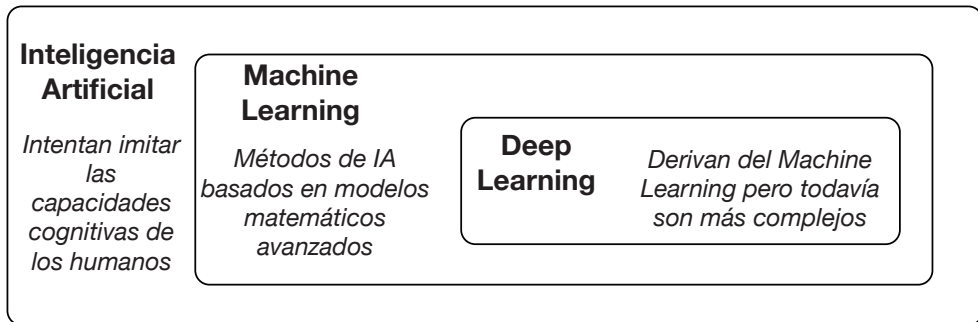 Inteligencia
Artificial
Intentan imitar
las
capacidades
cognitivas de
los humanos
Machine
Learning
Métodos de IA
basados en modelos
matemáticos
avanzados
Deep
Learning
Derivan del Machine
Learning pero todavía
son más complejos